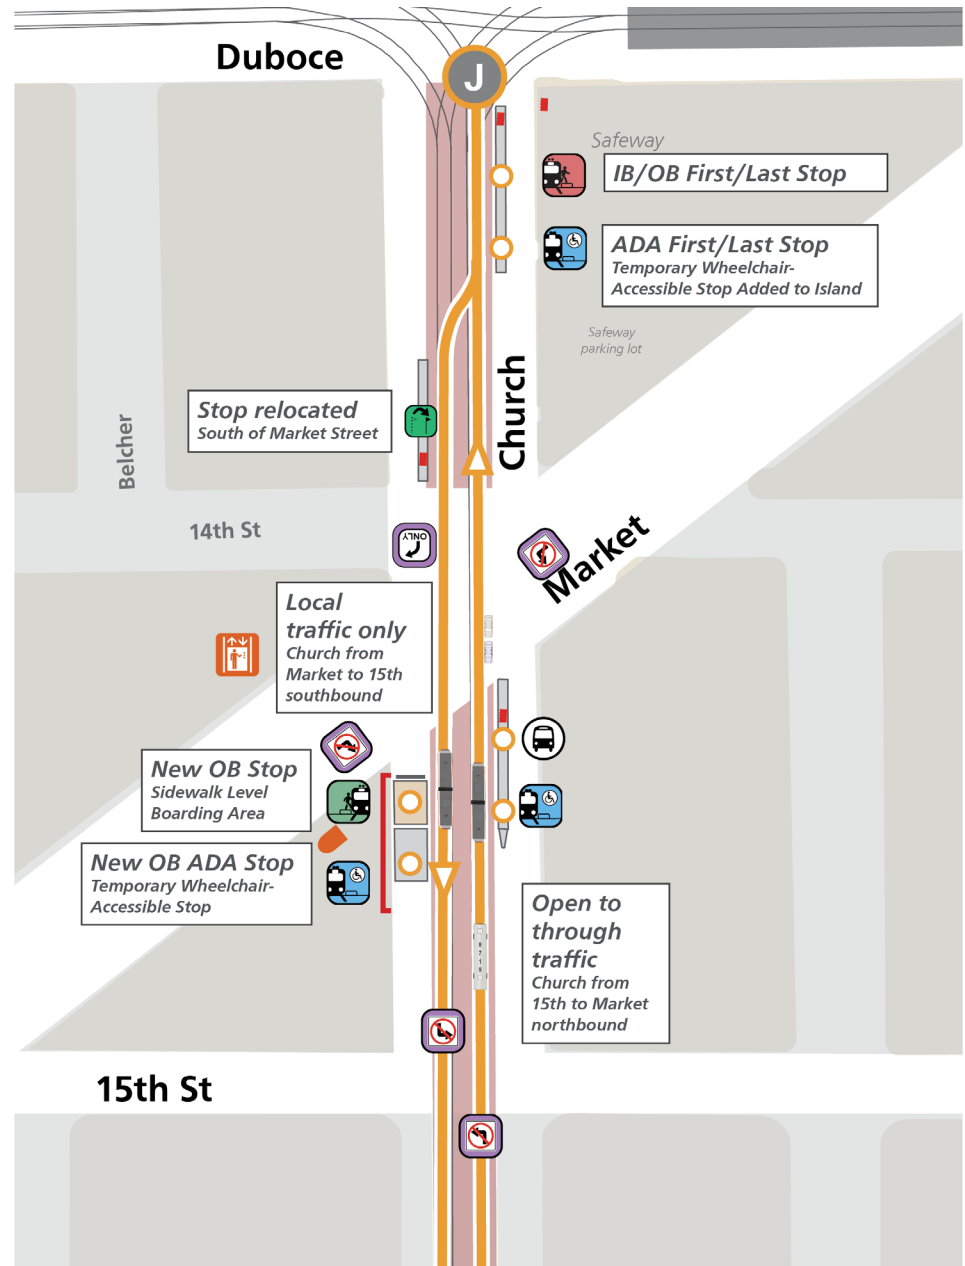 Duboce
J
Safeway
IB/OB First/Last Stop
ADA First/Last Stop
Temporary Wheelchair-
Accessible Stop Added to Island
Safeway
parking lot
Church
Stop relocated
South of Market Street
Belcher
14th St
ONLY
Market
Local
traffic only
Church from
Market to 15th
southbound
New OB Stop
Sidewalk Level
Boarding Area
New OB ADA Stop
Temporary Wheelchair-
Accessible Stop
Open to
through
traffic
Church from
15th to Market
northbound
15th St